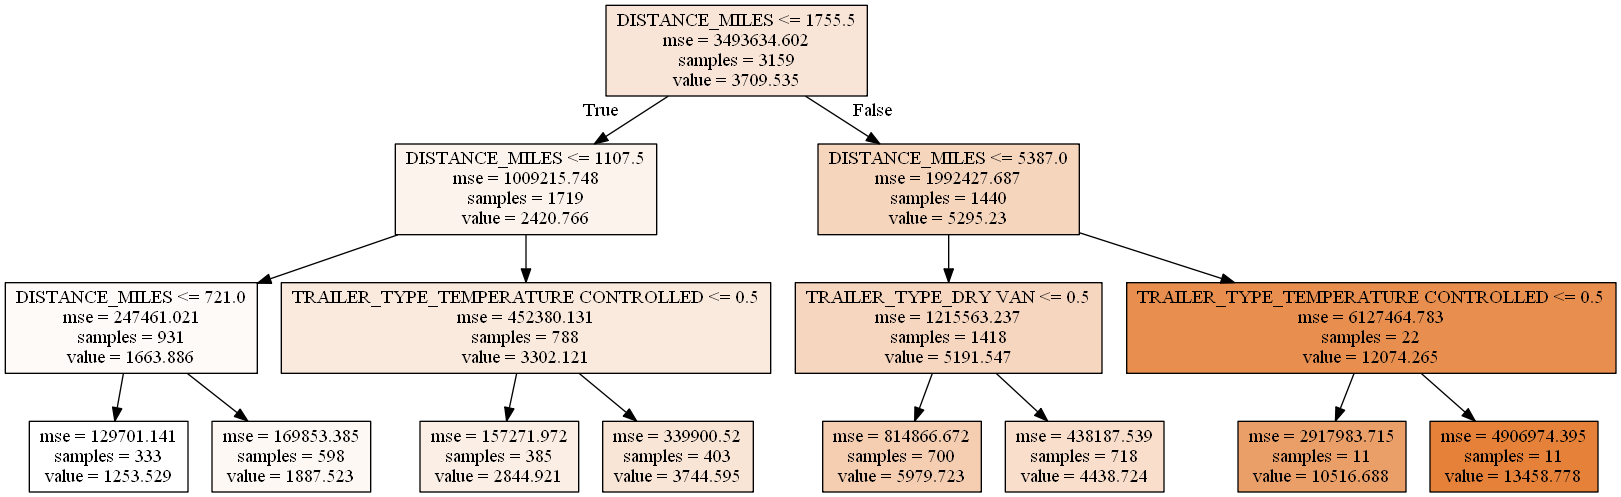 DISTANCE_MILES <= 1755.5
mse = 3493634.602
samples = 3159
value = 3709.535
True
False
DISTANCE_MILES <= 1107.5
mse = 1009215.748
samples = 1719
value = 2420.766
DISTANCE_MILES <= 5387.0
mse = 1992427.687
samples = 1440
value = 5295.23
DISTANCE_MILES <= 721.0
mse = 247461.021
samples = 931
value = 1663.886
TRAILER_TYPE_TEMPERATURE CONTROLLED <= 0.5
mse = 452380.131
samples = 788
value = 3302.121
TRAILER_TYPE_DRY VAN <= 0.5
mse = 1215563.237
samples = 1418
value = 5191.547
TRAILER_TYPE_TEMPERATURE CONTROLLED <= 0.5
mse = 6127464.783
samples = 22
value = 12074.265
mse = 129701.141
samples = 333
value = 1253.529
mse = 169853.385
samples = 598
value = 1887.523
mse = 157271.972
samples = 385
value = 2844.921
mse = 339900.52
samples = 403
value = 3744.595
mse = 814866.672
samples = 700
value = 5979.723
mse = 438187.539
samples = 718
value = 4438.724
mse = 2917983.715
samples = 11
value = 10516.688
mse = 4906974.395
samples = 11
value = 13458.778